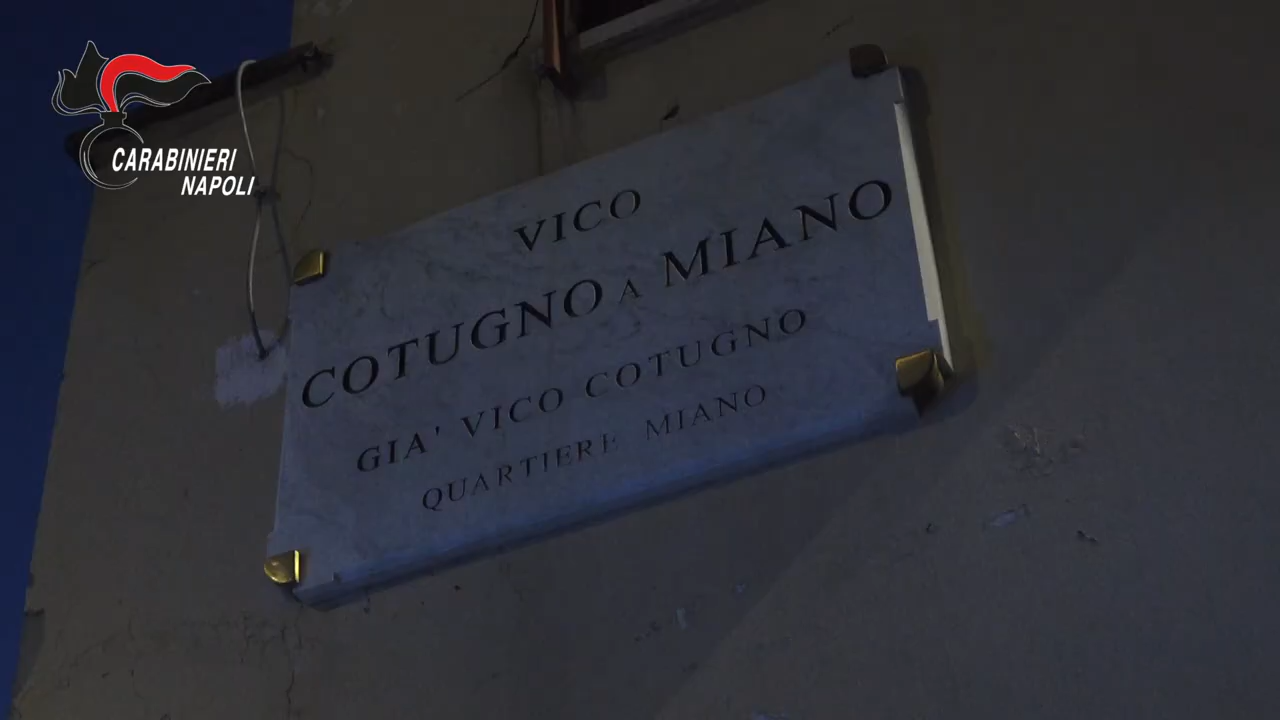 CARABINIERI
NAPOLI
VICO
COTUGNO A MIANO
GIA' VICO COTUGNO
QUARTIERE MIANO